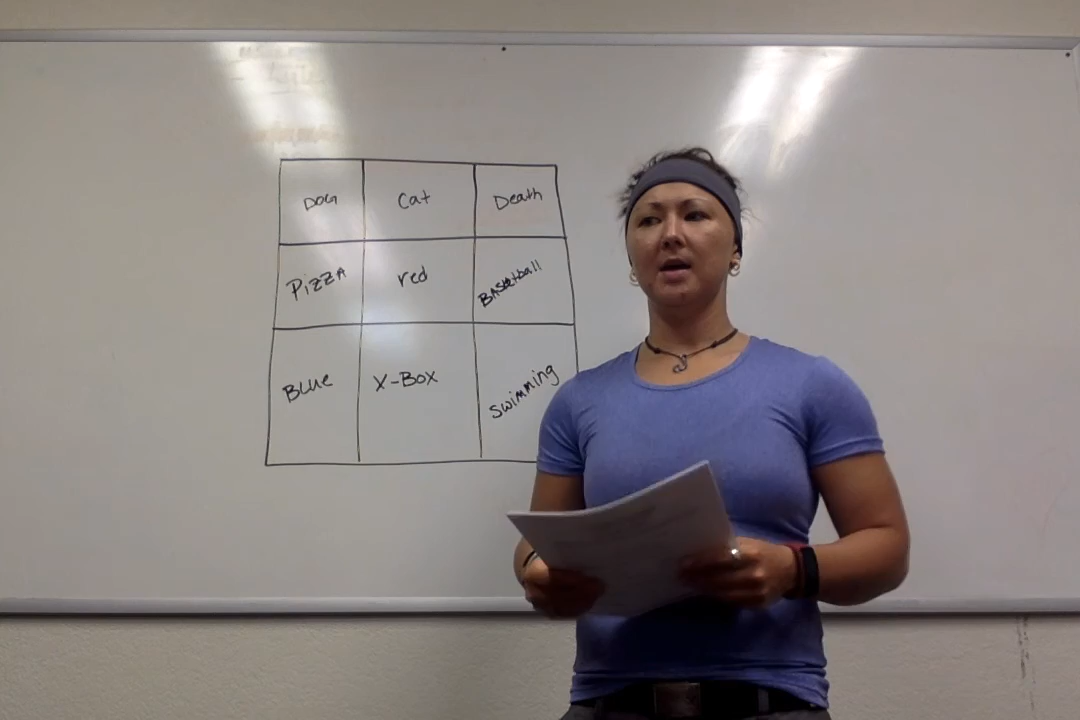 DOG Cat Death
PIZZA red BASketball
BLUE X-BOX swimming